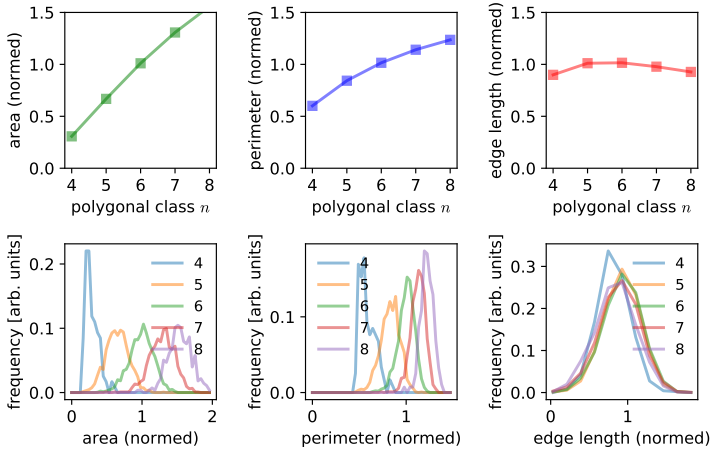 area (normed)
1.5
1.0
0.5
0.0
4 5 6 7 8
polygonal class n
perimeter (normed)
1.5
1.0
0.5
0.0
4 5 6 7 8
polygonal class n
edge length (normed)
1.5
1.0
0.5
0.0
4 5 6 7 8
polygonal class n
frequency [arb. units]
0.2
0.1
0.0
4
5
6
7
8
0 1 2
area (normed)
frequency [arb. units]
0.1
0.0
4
5
6
7
8
0 1
perimeter (normed)
frequency [arb. units]
0.3
0.2
0.1
0.0
4
5
6
7
8
0 1
edge length (normed)